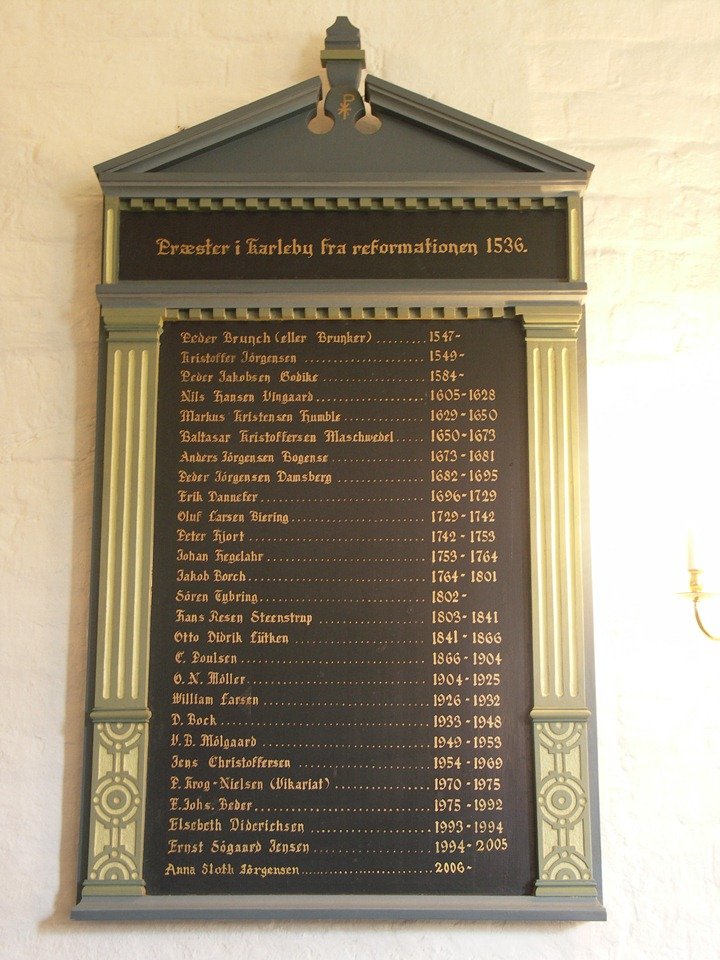 Præster i Karleby fra reformationen 1536.
Peder Brunch (eller Brunker) ........ 1547-
Kristoffer Jörgensen .................... 1549-
Peder Jakobsen Godike ................. 1584-
Nils Hansen Vingaard .................. 1605-1628
Markus Kristensen Humble ............. 1629-1650
Baltasar Kristoffersen Maschwedel ..... 1650-1673
Anders Jörgensen Bogense .............. 1673-1681
Peder Jörgensen Damsberg .............. 1682-1695
Erik Dannefer .......................... 1696-1729
Oluf Larsen Biering .................... 1729-1742
Peter Hjort ............................ 1742-1753
Johan Hegelahr ......................... 1753-1764
Jakob Borch ............................ 1764-1801
Sören Tybring .......................... 1802-
Hans Resen Steenstrup .................. 1803-1841
Otto Didrik Lütken ..................... 1841-1866
C. Poulsen ............................. 1866-1904
O. N. Möller ........................... 1904-1925
William Larsen ......................... 1926-1932
D. Bock ................................ 1933-1948
V. B. Mölgaard ......................... 1949-1953
Jens Christoffersen .................... 1954-1969
P. Krog-Nielsen (Vikariat) ............. 1970-1975
E. Johs. Beder ......................... 1975-1992
Elsebeth Diderichsen ................... 1993-1994
Ernst Sógaard Jensen ................... 1994-2005
Anna Sloth Jörgensen ................... 2006-